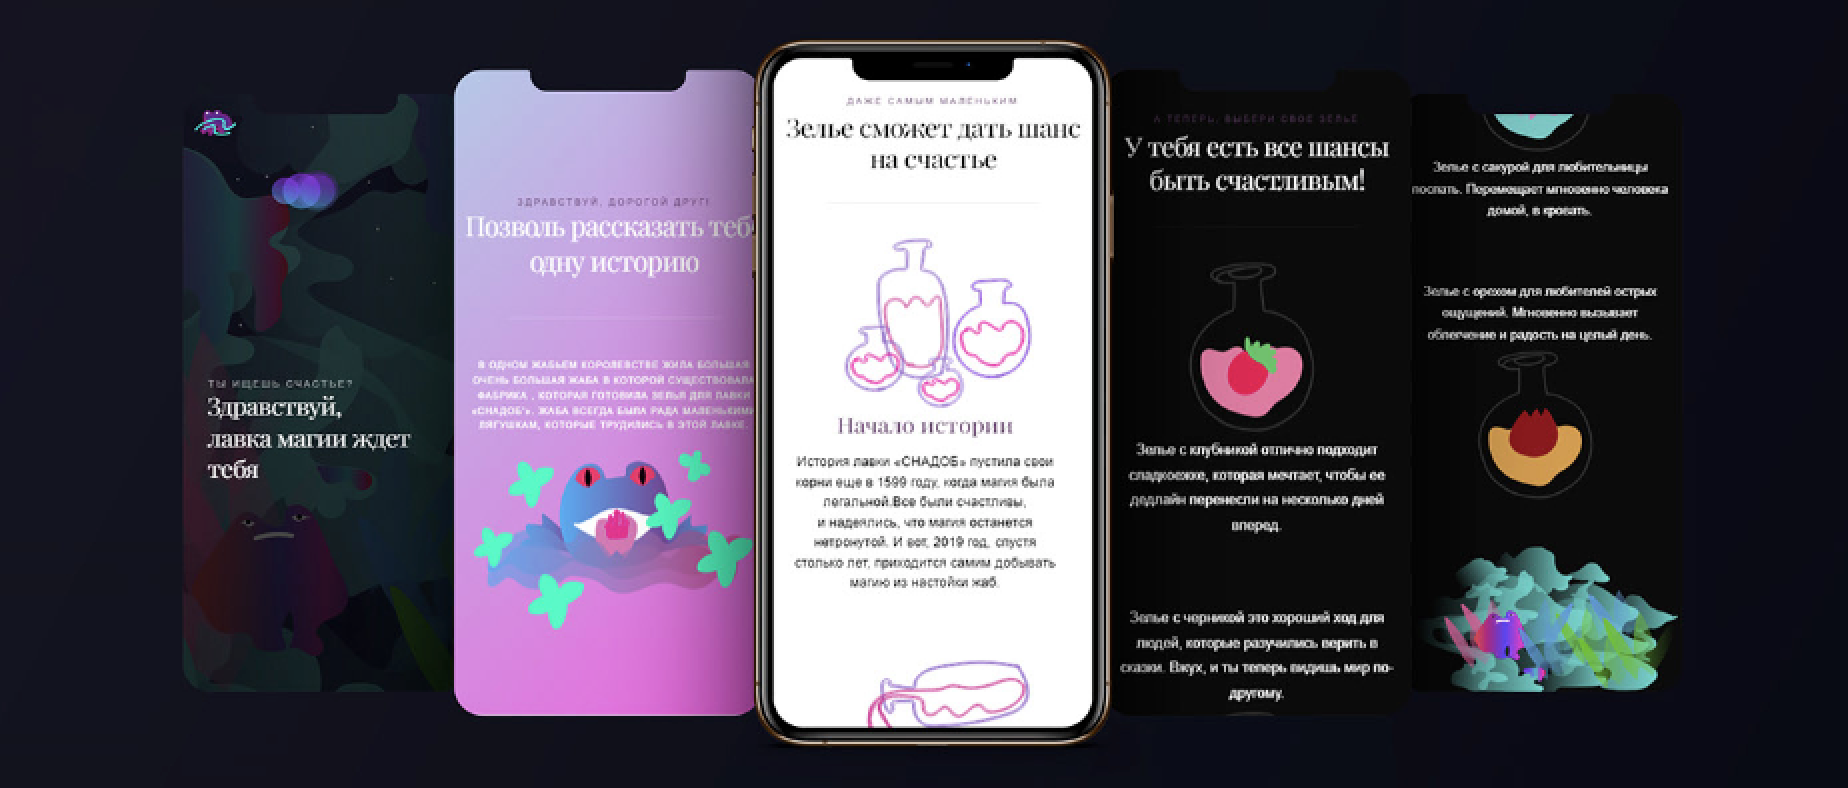 ТЫ ИЩЕШЬ СЧАСТЬЕ?
Здравствуй,
лавка магии ждет
тебя
ЗДРАВСТВУЙ, ДОРОГОЙ ДРУГ!
Позволь рассказать теб
одну историю
В ОДНОМ ЖАБЬЕМ КОРОЛЕВСТВЕ ЖИЛА БОЛЬШАЯ
ОЧЕНЬ БОЛЬШАЯ ЖАБА В КОТОРОЙ СУЩЕСТВОВАЛА
ФАБРИКА , КОТОРАЯ ГОТОВИЛА ЗЕЛЬЯ ДЛЯ ЛАВКИ
«СНАДОБ». ЖАБА ВСЕГДА БЫЛА РАДА МАЛЕНЬКИМ
ЛЯГУШКАМ, КОТОРЫЕ ТРУДИЛИСЬ В ЭТОЙ ЛАВКЕ.
ДАЖЕ САМЫМ МАЛЕНЬКИМ
Зелье сможет дать шанс
на счастье
Начало истории
История лавки «СНАДОБ» пустила свои
корни еще в 1599 году, когда магия была
легальной.Все были счастливы,
и надеялись, что магия останется
нетронутой. И вот, 2019 год, спустя
столько лет, приходится самим добывать
магию из настойки жаб.
А ТЕПЕРЬ, ВЫБЕРИ СВОЕ ЗЕЛЬЕ
У тебя есть все шансы
быть счастливым!
Зелье с клубникой отлично подходит
сладкоежке, которая мечтает, чтобы ее
дедлайн перенесли на несколько дней
вперед.
Зелье с черникой это хороший ход для
людей, которые разучились верить в
сказки. Вжух, и ты теперь видишь мир по-
другому.
Зелье с сакурой для любительницы
поспать. Перемещает мгновенно человека
домой, в кровать.
Зелье с орехом для любителей острых
ощущений. Мгновенно вызывает
облегчение и радость на целый день.